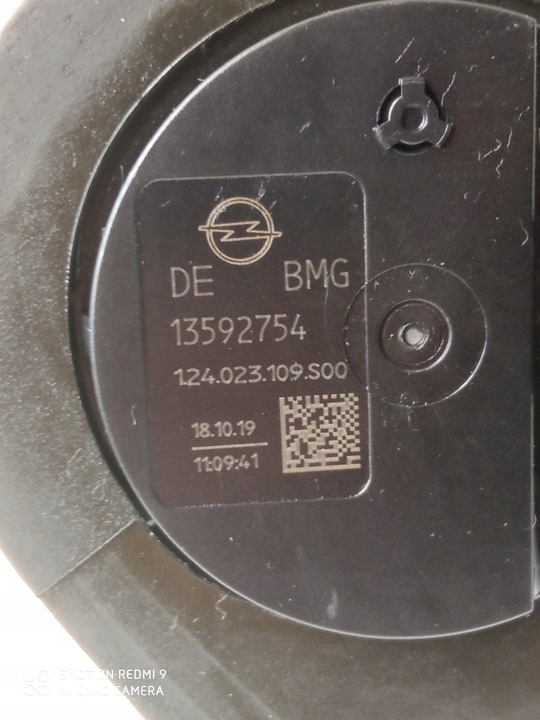 DE BMG
13592754
1.24.023.109.S00
18.10.19
11:09:41
SHOT ON REDMI 9
AI QUAD CAMERA